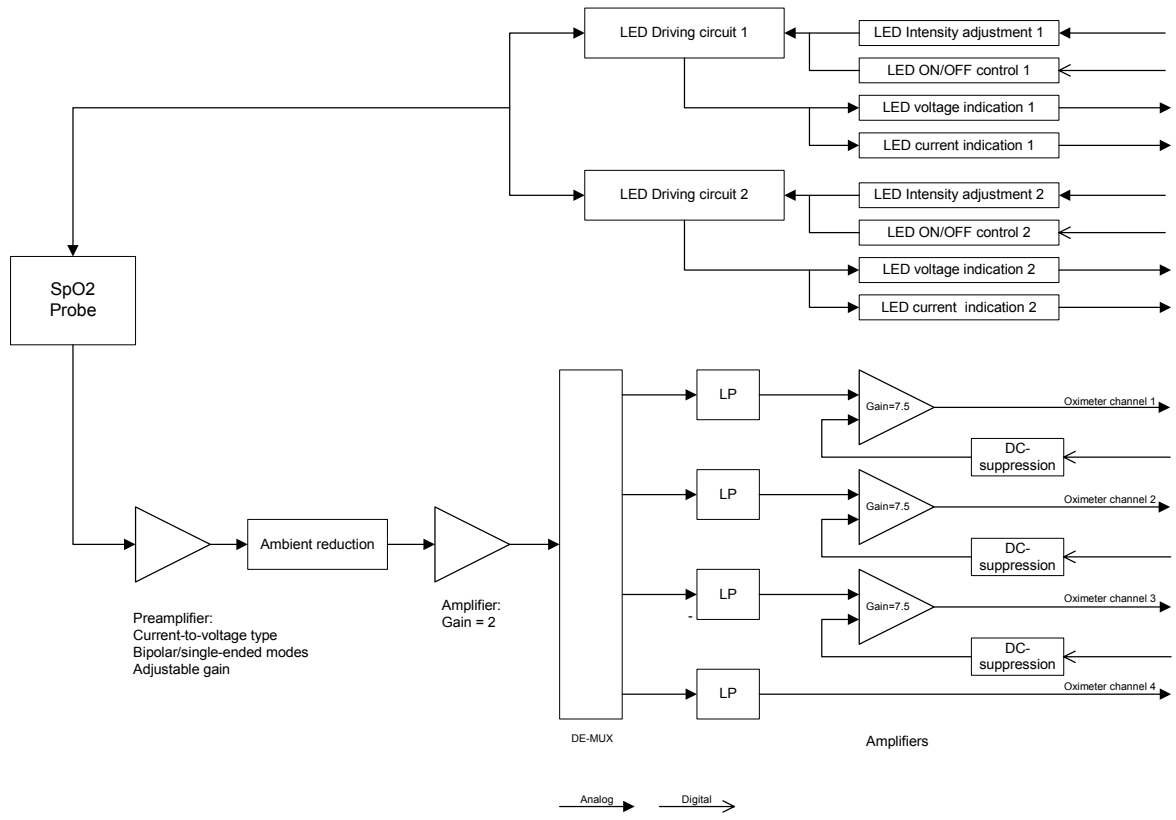 LED Driving circuit 1
LED Intensity adjustment 1
LED ON/OFF control 1
LED voltage indication 1
LED current indication 1
LED Driving circuit 2
LED Intensity adjustment 2
LED ON/OFF control 2
LED voltage indication 2
LED current  indication 2
SpO2
Probe
Preamplifier:
Current-to-voltage type
Bipolar/single-ended modes
Adjustable gain
Ambient reduction
Amplifier:
Gain = 2
DE-MUX
LP
Gain=7.5
Oximeter channel 1
DC-
suppression
LP
Gain=7.5
Oximeter channel 2
DC-
suppression
LP
-
Gain=7.5
Oximeter channel 3
DC-
suppression
LP
Oximeter channel 4
Amplifiers
Analog
Digital